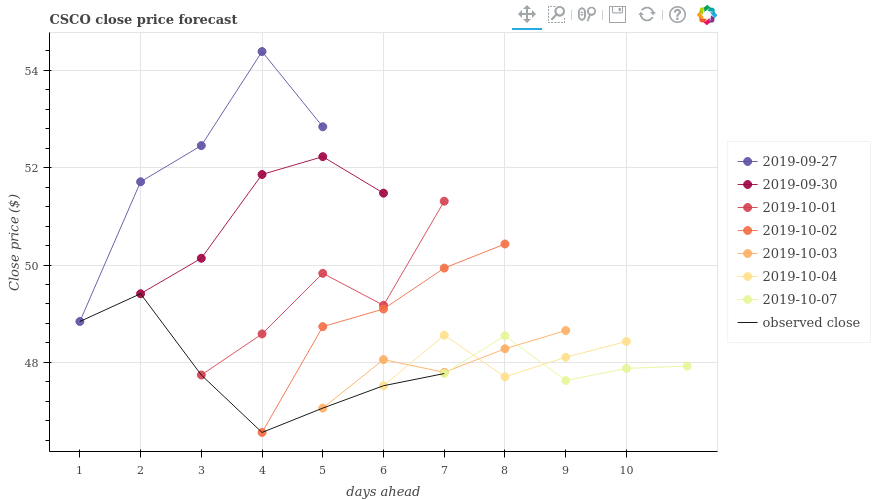 CSCO close price forecast
54
52
50
48
Close price ($)
1 2 3 4 5 6 7 8 9 10
days ahead
2019-09-27
2019-09-30
2019-10-01
2019-10-02
2019-10-03
2019-10-04
2019-10-07
observed close